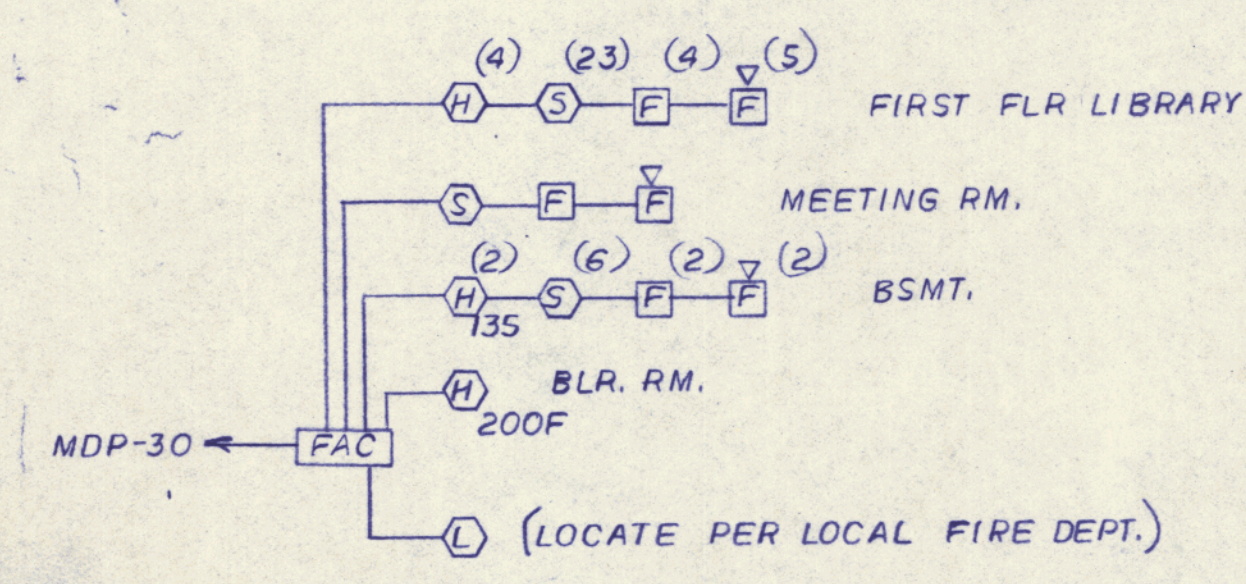 (4) (23) (4) (5)
H S F F FIRST FLR LIBRARY
S F F MEETING RM.
(2) (6) (2) (2)
H S F F BSMT.
135
H BLR. RM.
200F
MDP-30 FAC
L (LOCATE PER LOCAL FIRE DEPT.)